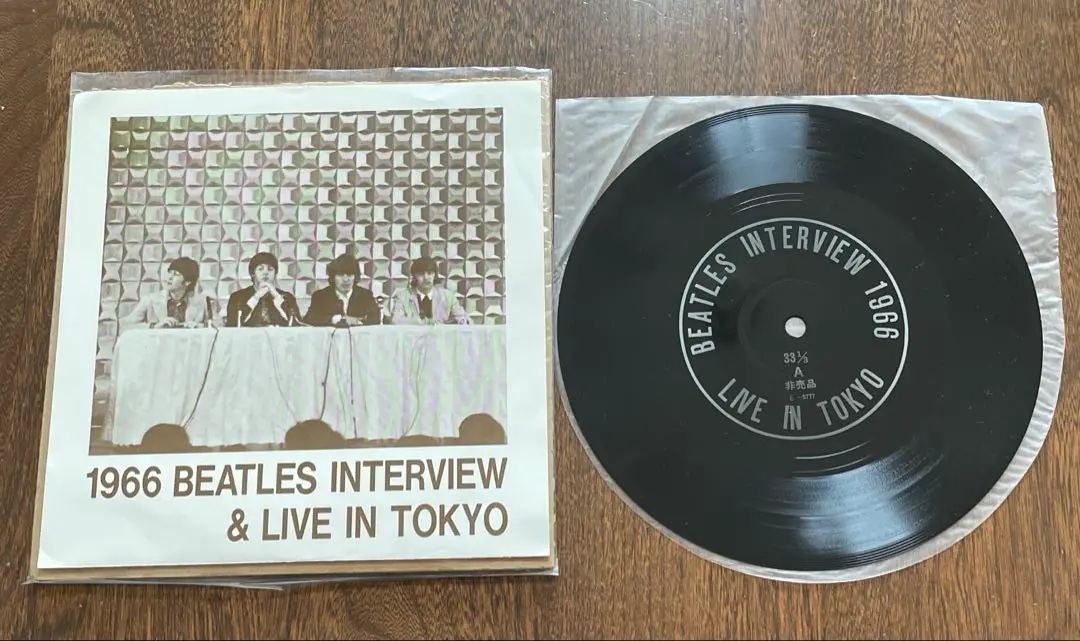 1966 BEATLES INTERVIEW
& LIVE IN TOKYO
BEATLES INTERVIEW 1966
33⅓
A
非売品
LIVE IN TOKYO